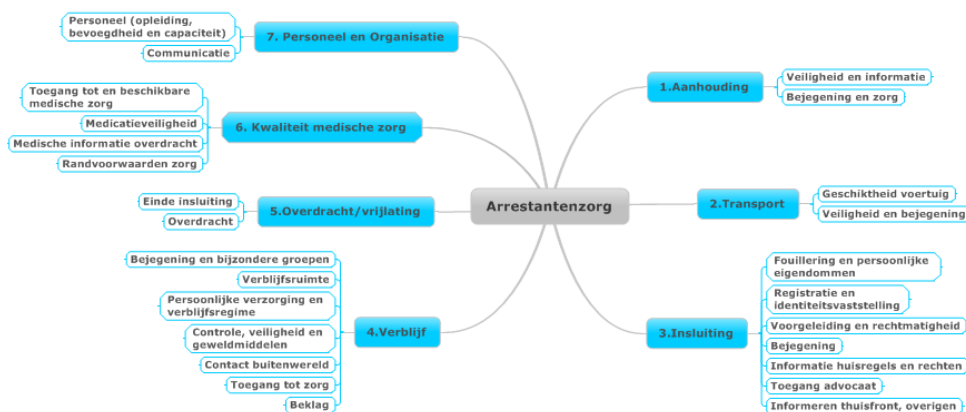 Arrestantenzorg
1.Aanhouding
Veiligheid en informatie
Bejegening en zorg
2.Transport
Geschiktheid voertuig
Veiligheid en bejegening
3.Insluiting
Fouillering en persoonlijke
eigendommen
Registratie en
identiteitsvaststelling
Voorgeleiding en rechtmatigheid
Bejegening
Informatie huisregels en rechten
Toegang advocaat
Informeren thuisfront, overigen
4.Verblijf
Bejegening en bijzondere groepen
Verblijfsruimte
Persoonlijke verzorging en
verblijfsregime
Controle, veiligheid en
geweldmiddelen
Contact buitenwereld
Toegang tot zorg
Beklag
5.Overdracht/vrijlating
Einde insluiting
Overdracht
6. Kwaliteit medische zorg
Toegang tot en beschikbare
medische zorg
Medicatieveiligheid
Medische informatie overdracht
Randvoorwaarden zorg
7. Personeel en Organisatie
Personeel (opleiding,
bevoegdheid en capaciteit)
Communicatie